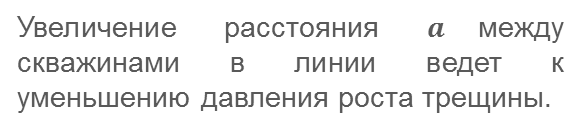 Увеличение расстояния a между
скважинами в линии ведет к
уменьшению давления роста трещины.